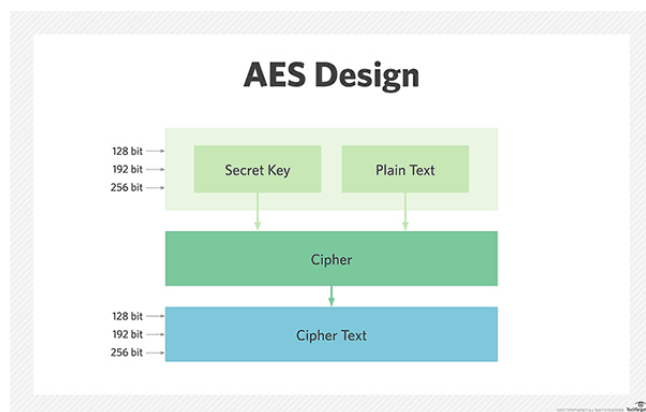 AES Design
128 bit
192 bit
256 bit
Secret Key
Plain Text
Cipher
128 bit
192 bit
256 bit
Cipher Text
TechTarget